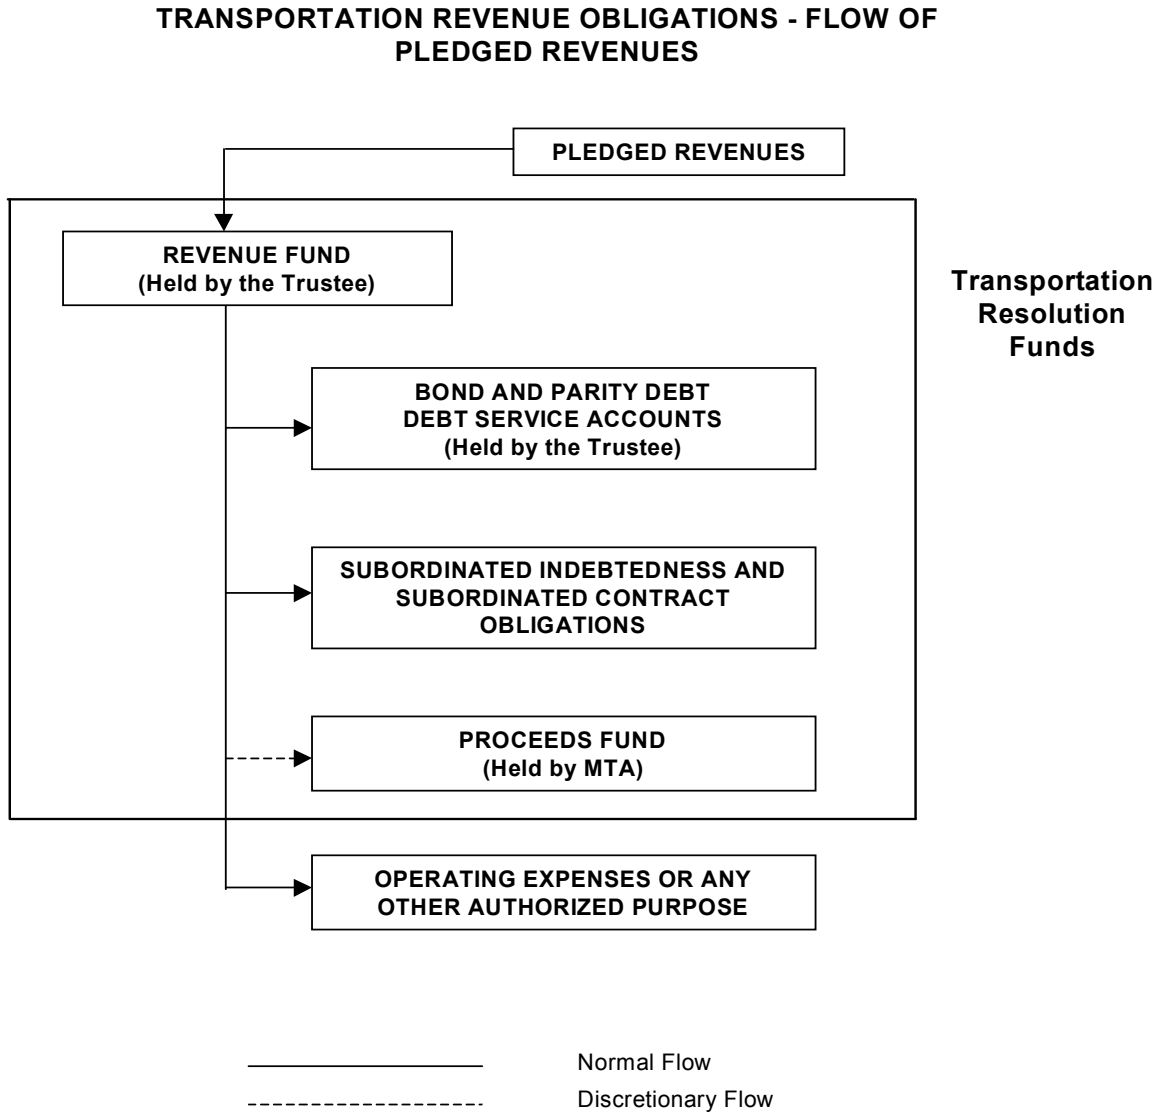 TRANSPORTATION REVENUE OBLIGATIONS - FLOW OF
PLEDGED REVENUES
PLEDGED REVENUES
REVENUE FUND
(Held by the Trustee)
Transportation
Resolution
Funds
BOND AND PARITY DEBT
DEBT SERVICE ACCOUNTS
(Held by the Trustee)
SUBORDINATED INDEBTEDNESS AND
SUBORDINATED CONTRACT
OBLIGATIONS
PROCEEDS FUND
(Held by MTA)
OPERATING EXPENSES OR ANY
OTHER AUTHORIZED PURPOSE
Normal Flow
Discretionary Flow